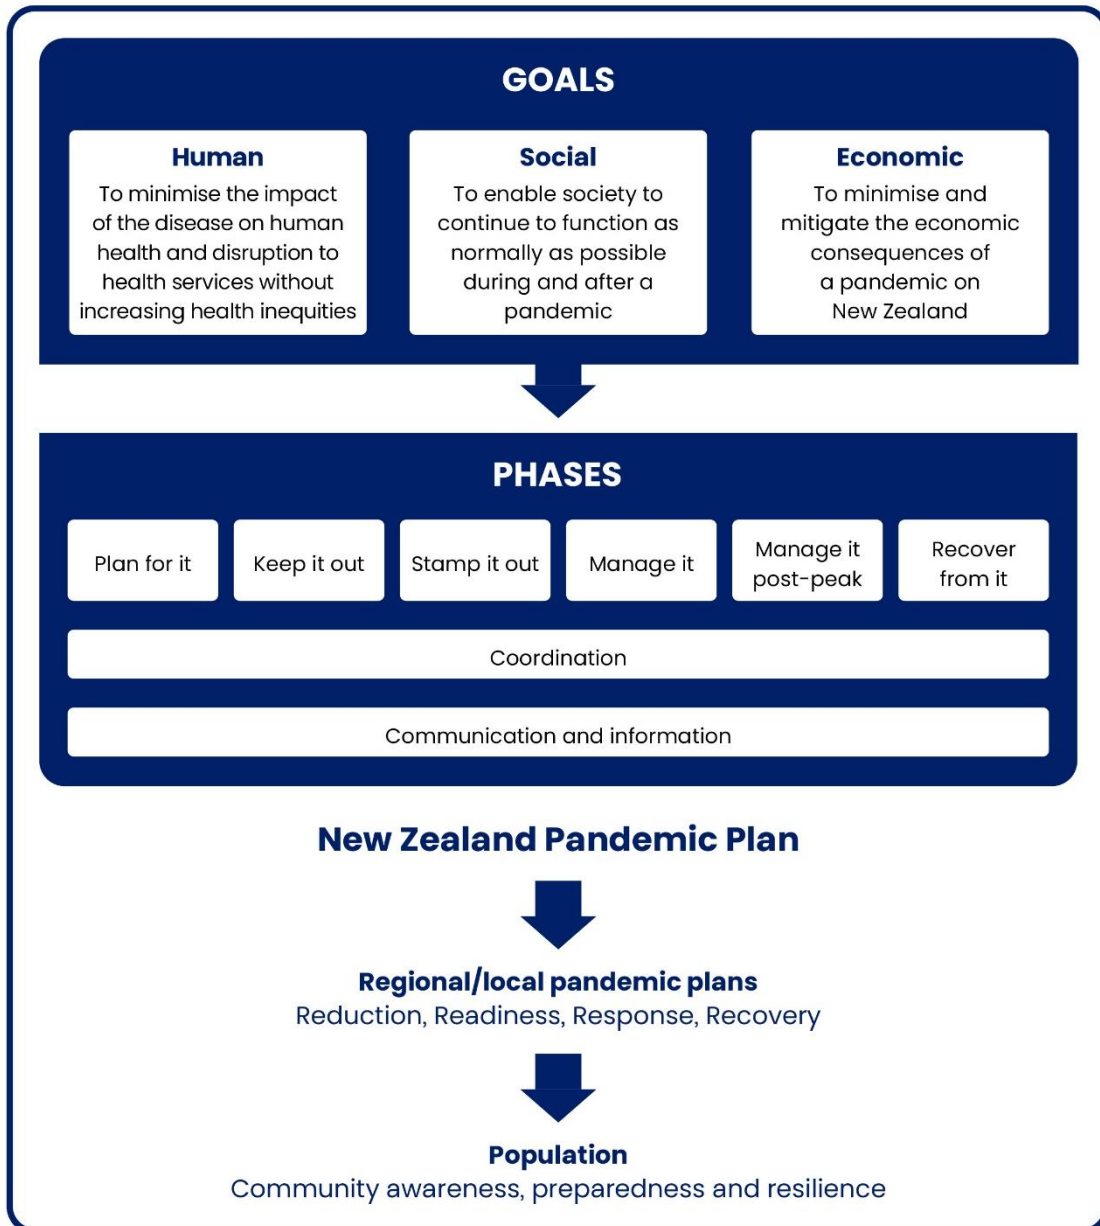 GOALS
Human
To minimise the impact
of the disease on human
health and disruption to
health services without
increasing health inequities
Social
To enable society to
continue to function as
normally as possible
during and after a
pandemic
Economic
To minimise and
mitigate the economic
consequences of
a pandemic on
New Zealand
PHASES
Plan for it
Keep it out
Stamp it out
Manage it
Manage it
post-peak
Recover
from it
Coordination
Communication and information
New Zealand Pandemic Plan
Regional/local pandemic plans
Reduction, Readiness, Response, Recovery
Population
Community awareness, preparedness and resilience